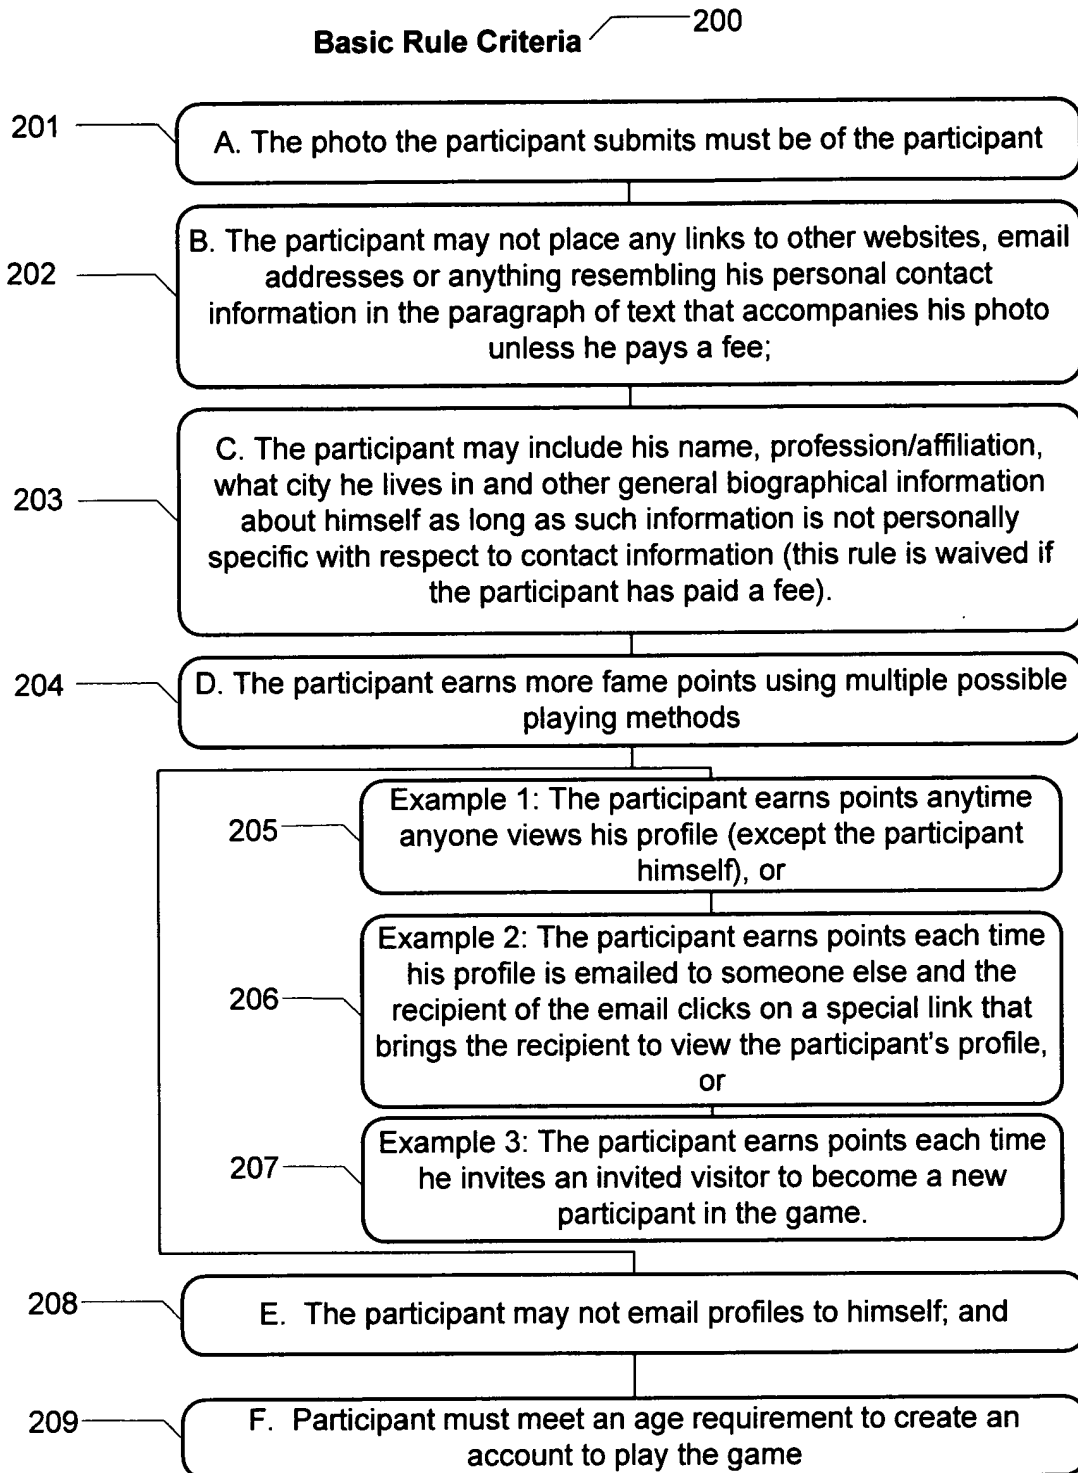 200
Basic Rule Criteria
201
A. The photo the participant submits must be of the participant
202
B. The participant may not place any links to other websites, email
addresses or anything resembling his personal contact
information in the paragraph of text that accompanies his photo
unless he pays a fee;
203
C. The participant may include his name, profession/affiliation,
what city he lives in and other general biographical information
about himself as long as such information is not personally
specific with respect to contact information (this rule is waived if
the participant has paid a fee).
204
D. The participant earns more fame points using multiple possible
playing methods
205
Example 1: The participant earns points anytime
anyone views his profile (except the participant
himself), or
206
Example 2: The participant earns points each time
his profile is emailed to someone else and the
recipient of the email clicks on a special link that
brings the recipient to view the participant's profile,
or
207
Example 3: The participant earns points each time
he invites an invited visitor to become a new
participant in the game.
208
E. The participant may not email profiles to himself; and
209
F. Participant must meet an age requirement to create an
account to play the game